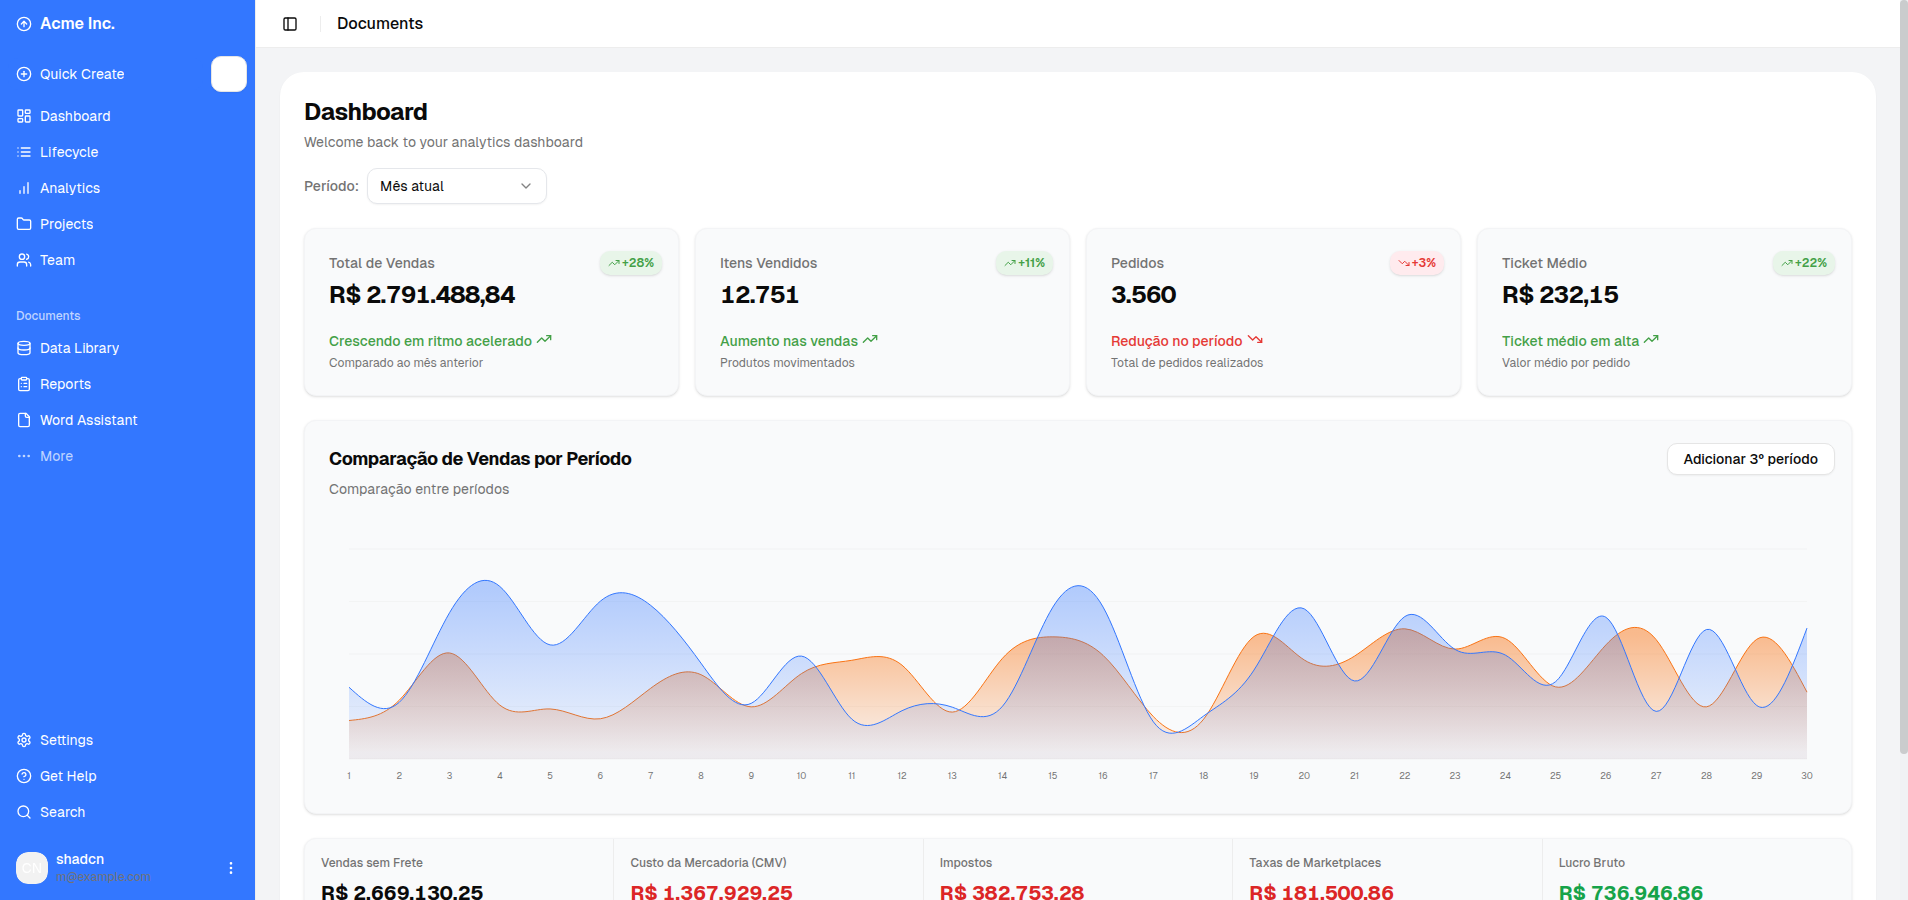 Acme Inc.
Documents
Quick Create
Dashboard
Lifecycle
Analytics
Projects
Team
Documents
Data Library
Reports
Word Assistant
More
Settings
Get Help
Search
CN
shadcn
m@example.com
Dashboard
Welcome back to your analytics dashboard
Período: Mês atual
Total de Vendas +28%
R$ 2.791.488,84
Crescendo em ritmo acelerado
Comparado ao mês anterior
Itens Vendidos +11%
12.751
Aumento nas vendas
Produtos movimentados
Pedidos +3%
3.560
Redução no período
Total de pedidos realizados
Ticket Médio +22%
R$ 232,15
Ticket médio em alta
Valor médio por pedido
Comparação de Vendas por Período
Adicionar 3º período
Comparação entre períodos
1 2 3 4 5 6 7 8 9 10 11 12 13 14 15 16 17 18 19 20 21 22 23 24 25 26 27 28 29 30
Vendas sem Frete
R$ 2.669.130,25
Custo da Mercadoria (CMV)
R$ 1.367.929,25
Impostos
R$ 382.753,28
Taxas de Marketplaces
R$ 181.500,86
Lucro Bruto
R$ 736.946,86